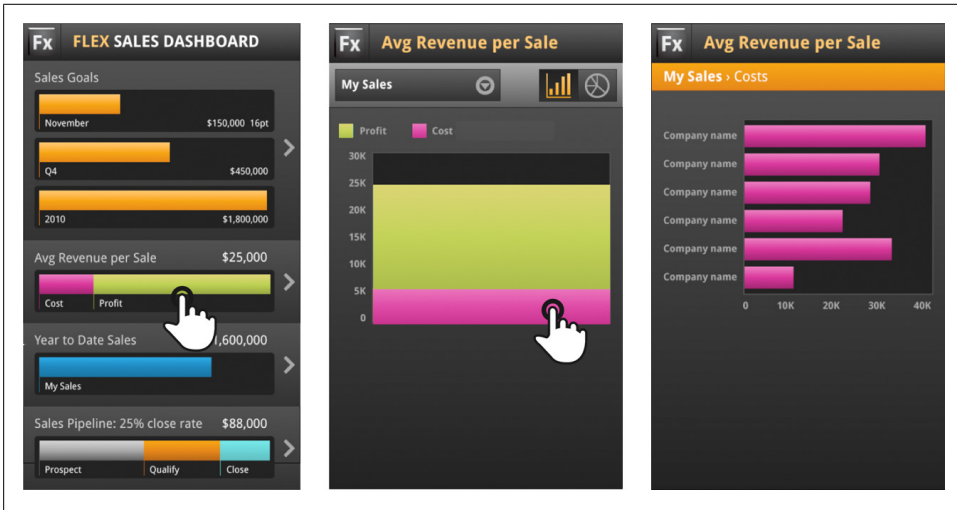 Fx FLEX SALES DASHBOARD
Sales Goals
November $150,000 16pt
Q4 $450,000
2010 $1,800,000
Avg Revenue per Sale $25,000
Cost Profit
Year to Date Sales 1,600,000
My Sales
Sales Pipeline: 25% close rate $88,000
Prospect Qualify Close
Fx Avg Revenue per Sale
My Sales
Profit Cost
30K
25K
20K
15K
10K
5K
0
Fx Avg Revenue per Sale
My Sales › Costs
Company name
Company name
Company name
Company name
Company name
Company name
0 10K 20K 30K 40K